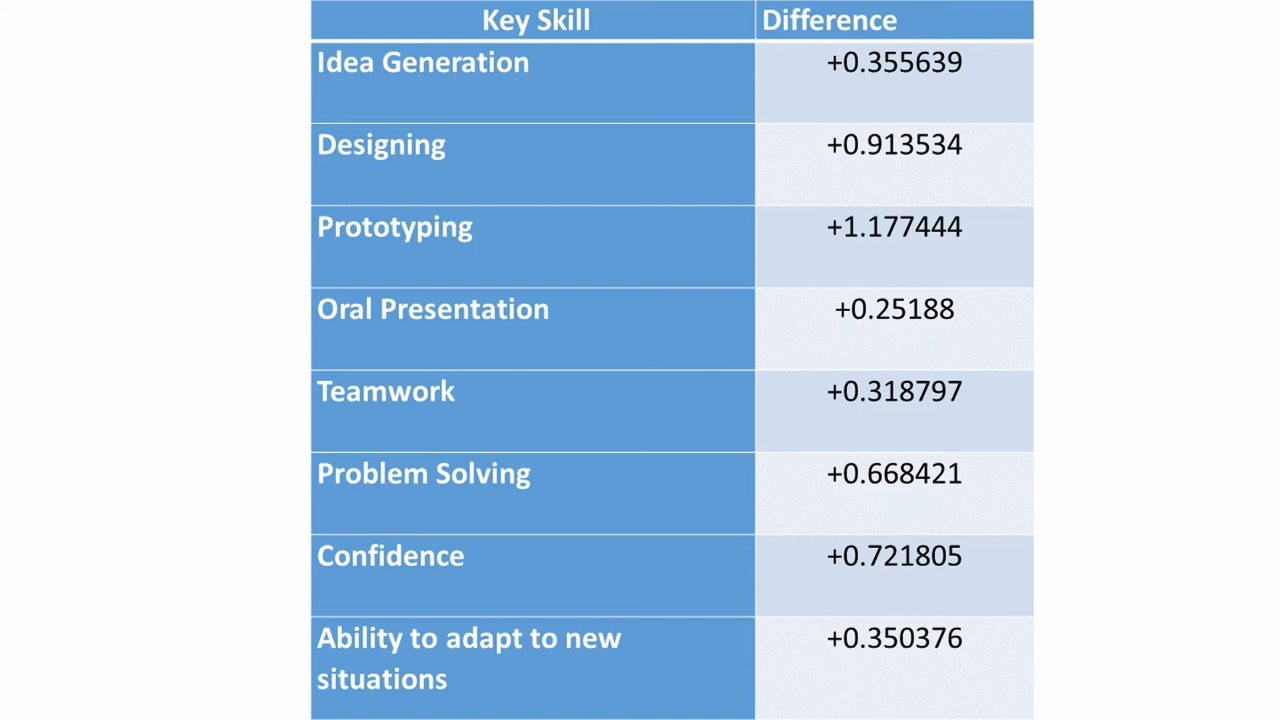 Key Skill Difference
Idea Generation +0.355639
Designing +0.913534
Prototyping +1.177444
Oral Presentation +0.25188
Teamwork +0.318797
Problem Solving +0.668421
Confidence +0.721805
Ability to adapt to new +0.350376
situations